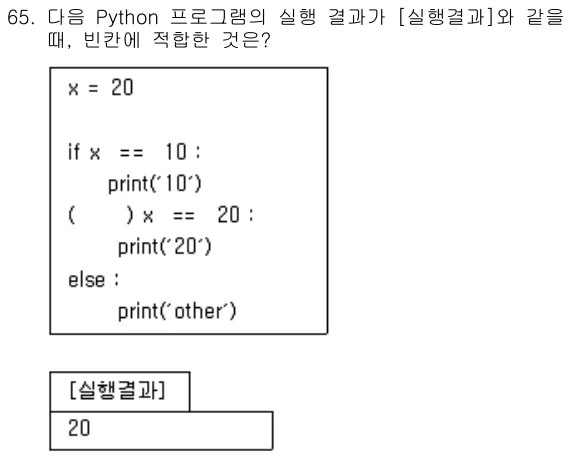 65. 다음 Python 프로그램의 실행 결과가 [실행결과]와 같을
때, 빈칸에 적합한 것은?
x = 20
if x == 10 :
print(´10´)
( ) x == 20 :
print(´20´)
else :
print(´other´)
[실행결과]
20